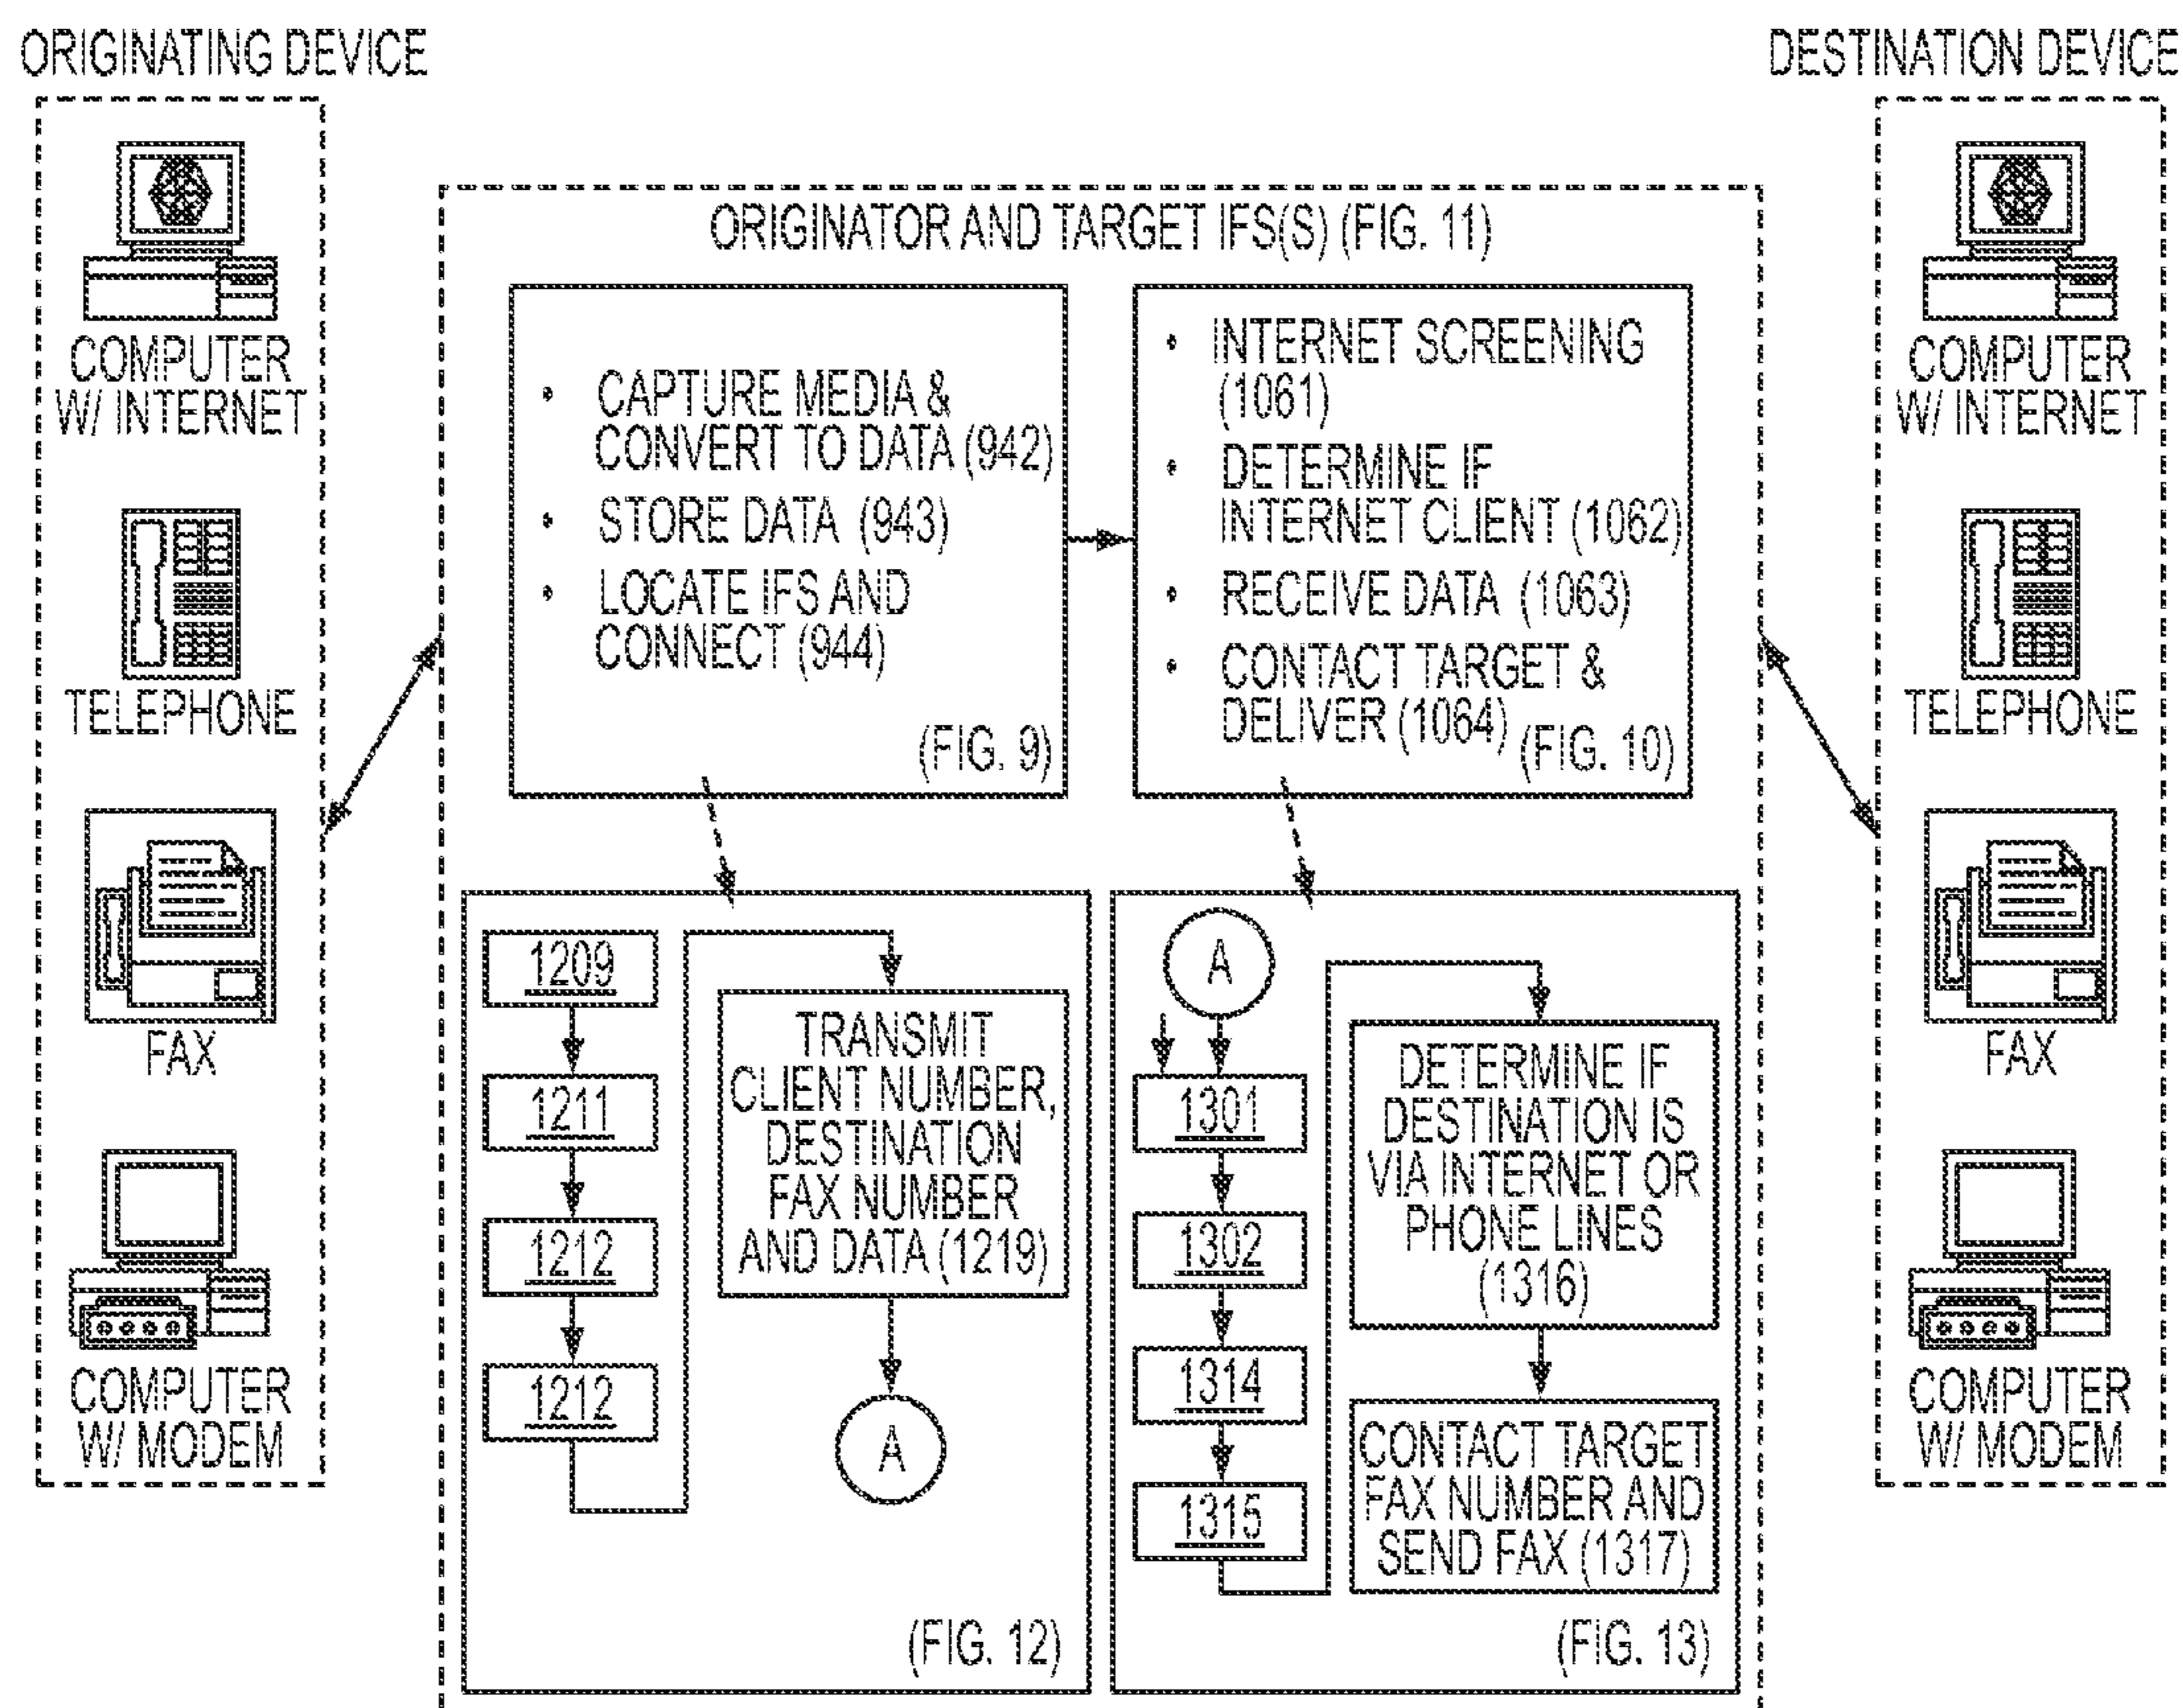 ORIGINATING DEVICE
COMPUTER
W/ INTERNET
TELEPHONE
FAX
COMPUTER
W/ MODEM
ORIGINATOR AND TARGET IFS(S) (FIG. 11)
• CAPTURE MEDIA &
CONVERT TO DATA (942)
• STORE DATA (943)
• LOCATE IFS AND
CONNECT (944)
(FIG. 9)
• INTERNET SCREENING
(1061)
• DETERMINE IF
INTERNET CLIENT (1062)
• RECEIVE DATA (1063)
• CONTACT TARGET &
DELIVER (1064)
(FIG. 10)
1209
1211
1212
1212
TRANSMIT
CLIENT NUMBER,
DESTINATION
FAX NUMBER
AND DATA (1219)
A
(FIG. 12)
A
1301
1302
1314
1315
DETERMINE IF
DESTINATION IS
VIA INTERNET OR
PHONE LINES
(1316)
CONTACT TARGET
FAX NUMBER AND
SEND FAX (1317)
(FIG. 13)
DESTINATION DEVICE
COMPUTER
W/ INTERNET
TELEPHONE
FAX
COMPUTER
W/ MODEM